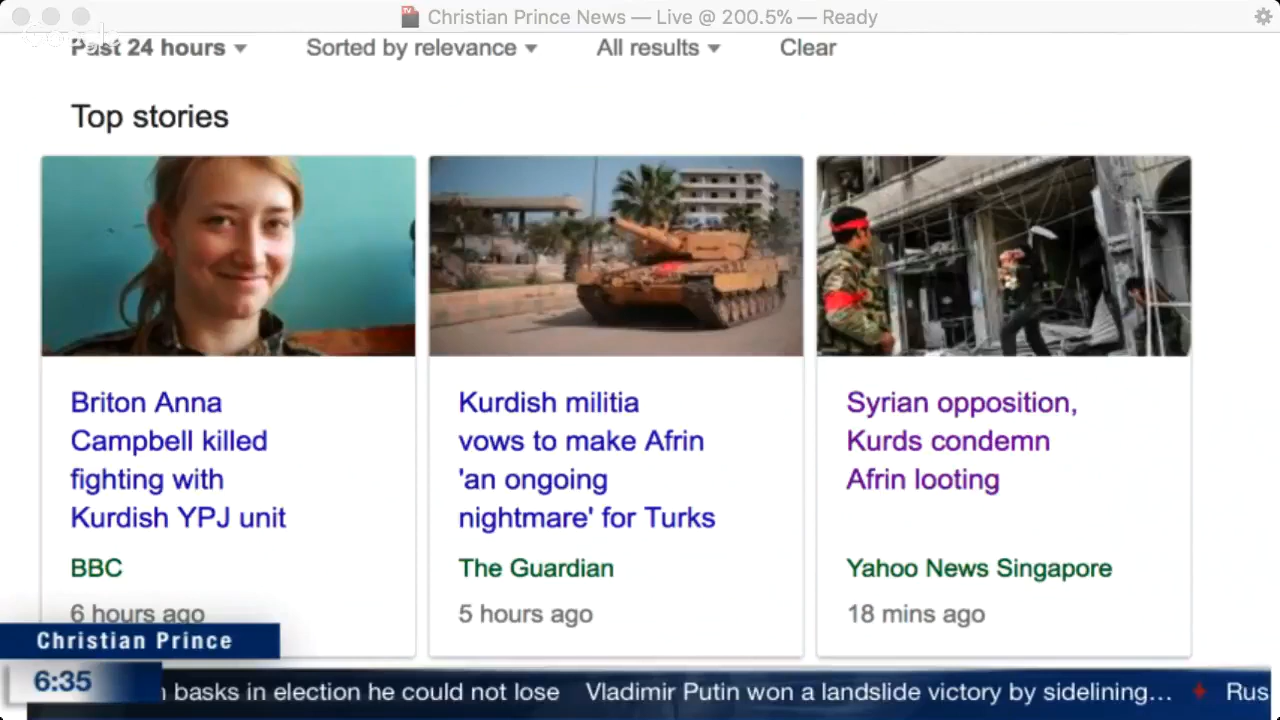 Christian Prince News — Live @ 200.5% — Ready
Google
Past 24 hours
Sorted by relevance
All results
Clear
Top stories
Briton Anna
Campbell killed
fighting with
Kurdish YPJ unit
BBC
6 hours ago
Kurdish militia
vows to make Afrin
'an ongoing
nightmare' for Turks
The Guardian
5 hours ago
Syrian opposition,
Kurds condemn
Afrin looting
Yahoo News Singapore
18 mins ago
Christian Prince
6:35
basks in election he could not lose Vladimir Putin won a landslide victory by sidelining... Rus